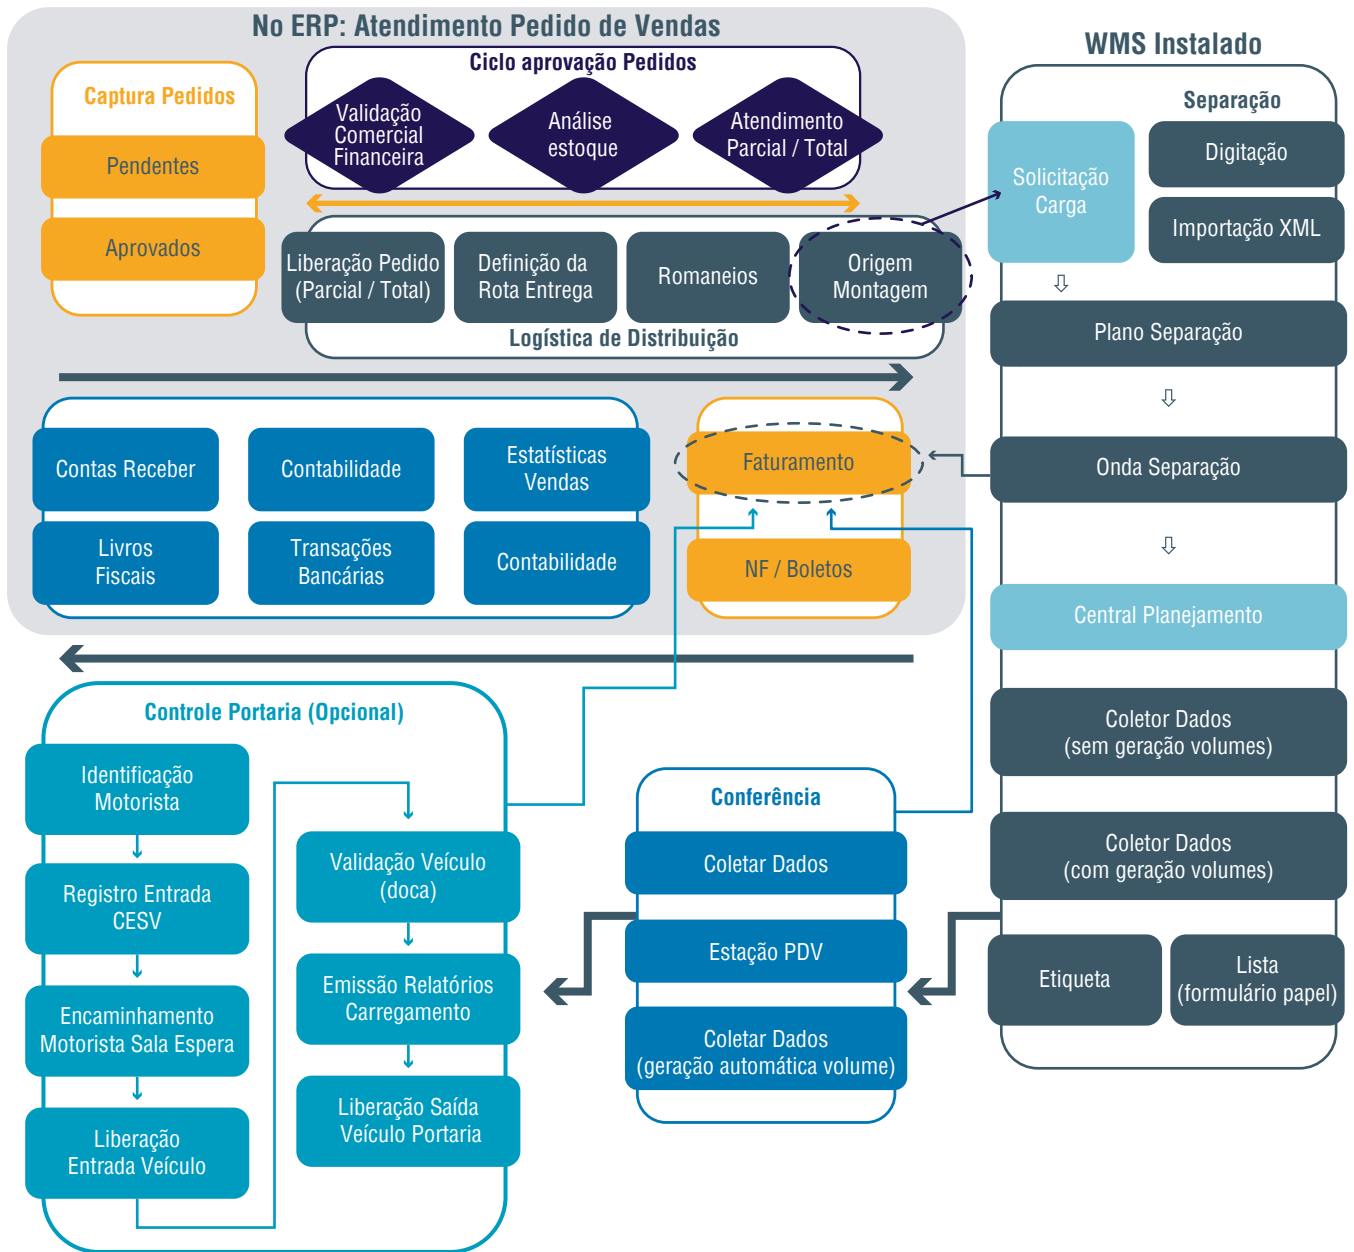 No ERP: Atendimento Pedido de Vendas
Captura Pedidos
Pendentes
Aprovados
Ciclo aprovação Pedidos
Validação
Comercial
Financeira
Análise
estoque
Atendimento
Parcial / Total
Liberação Pedido
(Parcial / Total)
Definição da
Rota Entrega
Romaneios
Origem
Montagem
Logística de Distribuição
Contas Receber
Contabilidade
Estatísticas
Vendas
Livros
Fiscais
Transações
Bancárias
Contabilidade
Faturamento
NF / Boletos
WMS Instalado
Separação
Solicitação
Carga
Digitação
Importação XML
⇩
Plano Separação
⇩
Onda Separação
⇩
Central Planejamento
Coletor Dados
(sem geração volumes)
Coletor Dados
(com geração volumes)
Etiqueta
Lista
(formulário papel)
Conferência
Coletar Dados
Estação PDV
Coletar Dados
(geração automática volume)
Controle Portaria (Opcional)
Identificação
Motorista
Registro Entrada
CESV
Encaminhamento
Motorista Sala Espera
Liberação
Entrada Veículo
Validação Veículo
(doca)
Emissão Relatórios
Carregamento
Liberação Saída
Veículo Portaria